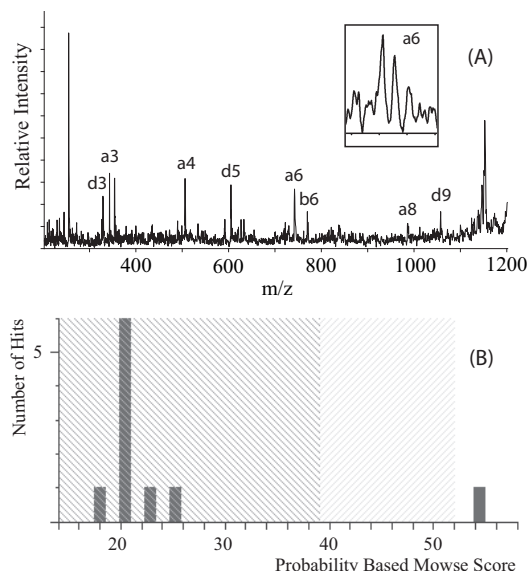 a6
(A)
Relative Intensity
a3
d3
a4
d5
a6
b6
a8
d9
400
600
800
1000
1200
m/z
(B)
Number of Hits
5
20
30
40
50
Probability Based Mowse Score